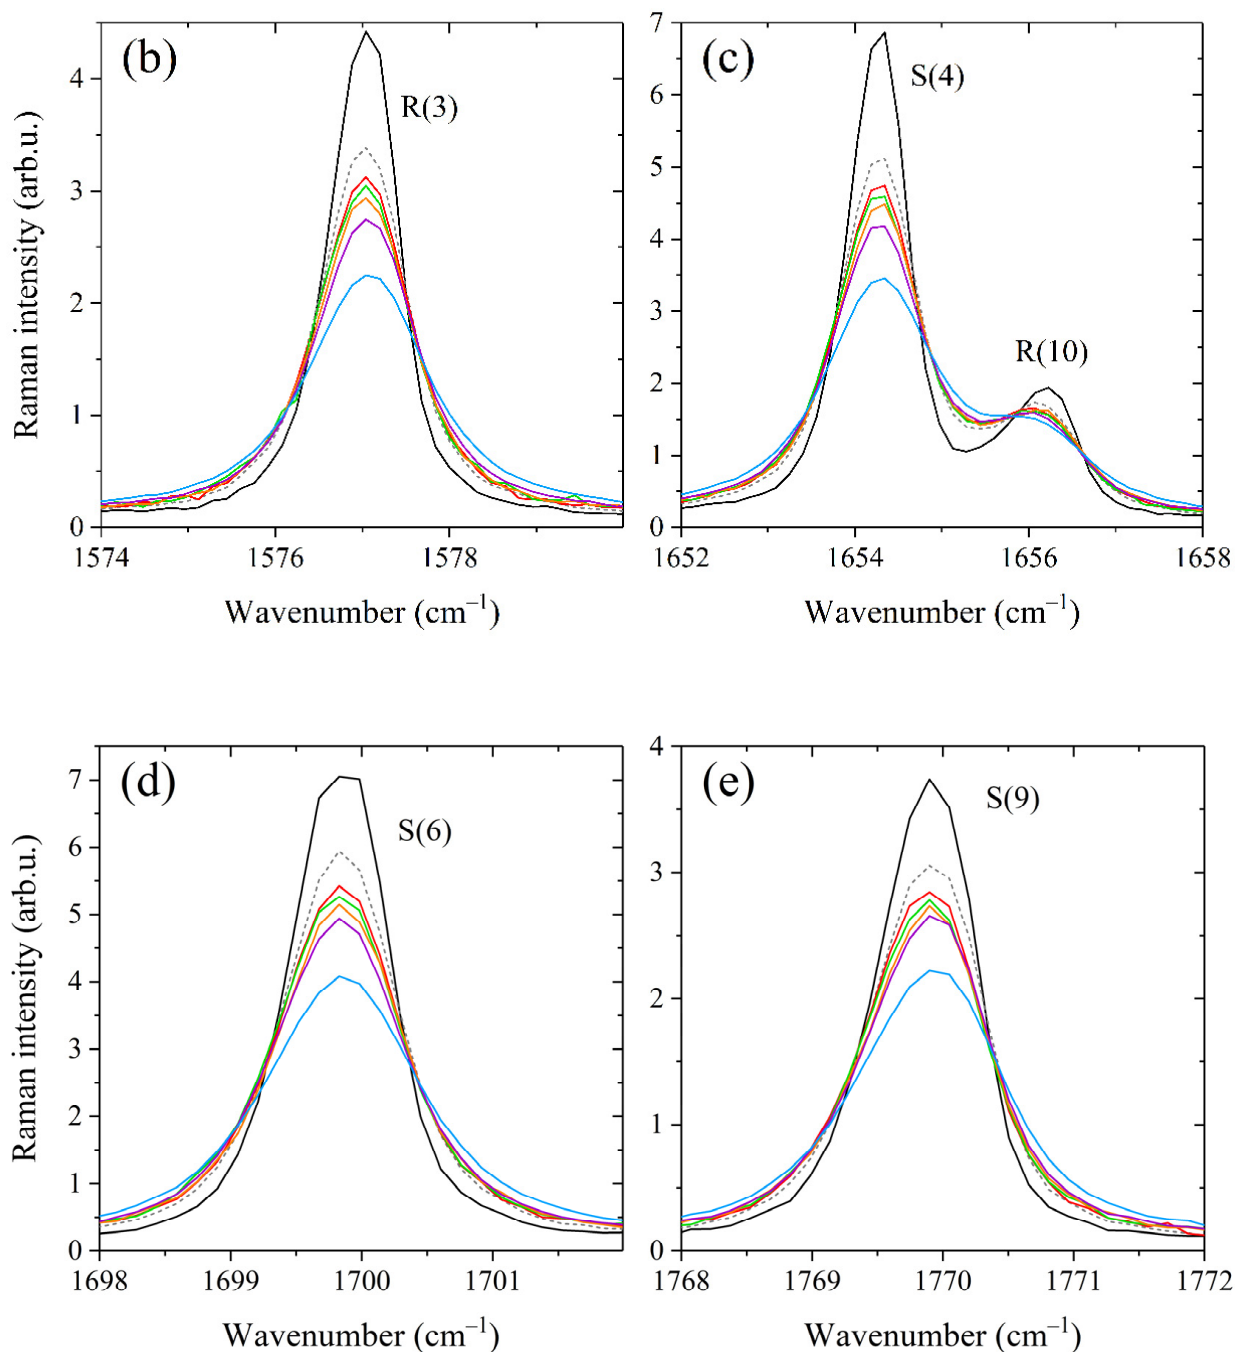 (b)
R(3)
4
3
2
1
0
1574
1576
1578
Raman intensity (arb.u.)
Wavenumber (cm⁻¹)
(c)
S(4)
R(10)
7
6
5
4
3
2
1
0
1652
1654
1656
1658
Wavenumber (cm⁻¹)
(d)
S(6)
7
6
5
4
3
2
1
0
1698
1699
1700
1701
Raman intensity (arb.u.)
Wavenumber (cm⁻¹)
(e)
S(9)
4
3
2
1
0
1768
1769
1770
1771
1772
Wavenumber (cm⁻¹)